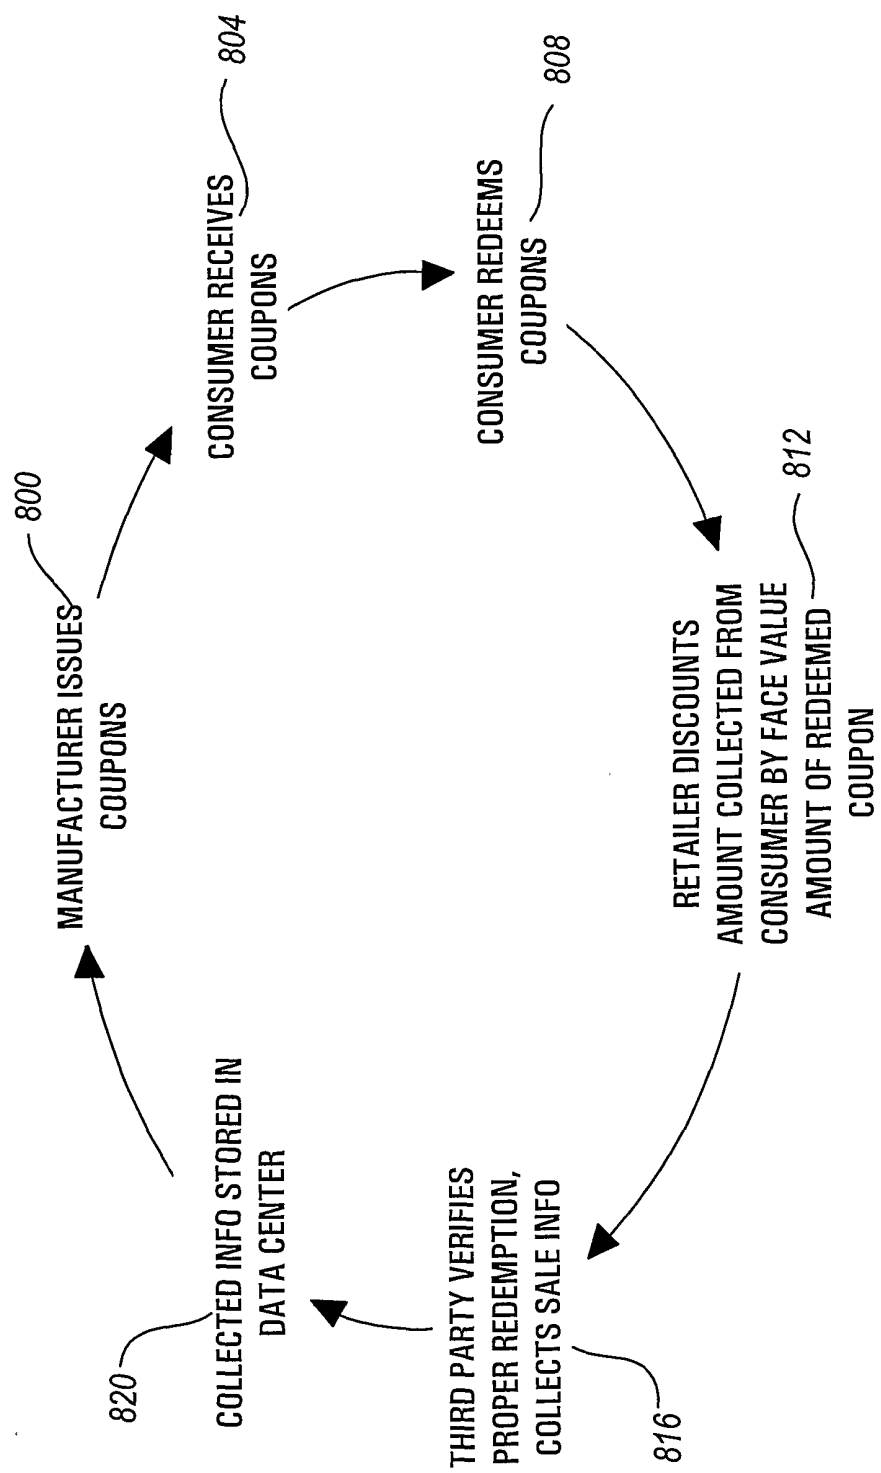 800
MANUFACTURER ISSUES
COUPONS
804
CONSUMER RECEIVES
COUPONS
808
CONSUMER REDEEMS
COUPONS
812
RETAILER DISCOUNTS
AMOUNT COLLECTED FROM
CONSUMER BY FACE VALUE
AMOUNT OF REDEEMED
COUPON
THIRD PARTY VERIFIES
PROPER REDEMPTION,
COLLECTS SALE INFO
816
820
COLLECTED INFO STORED IN
DATA CENTER